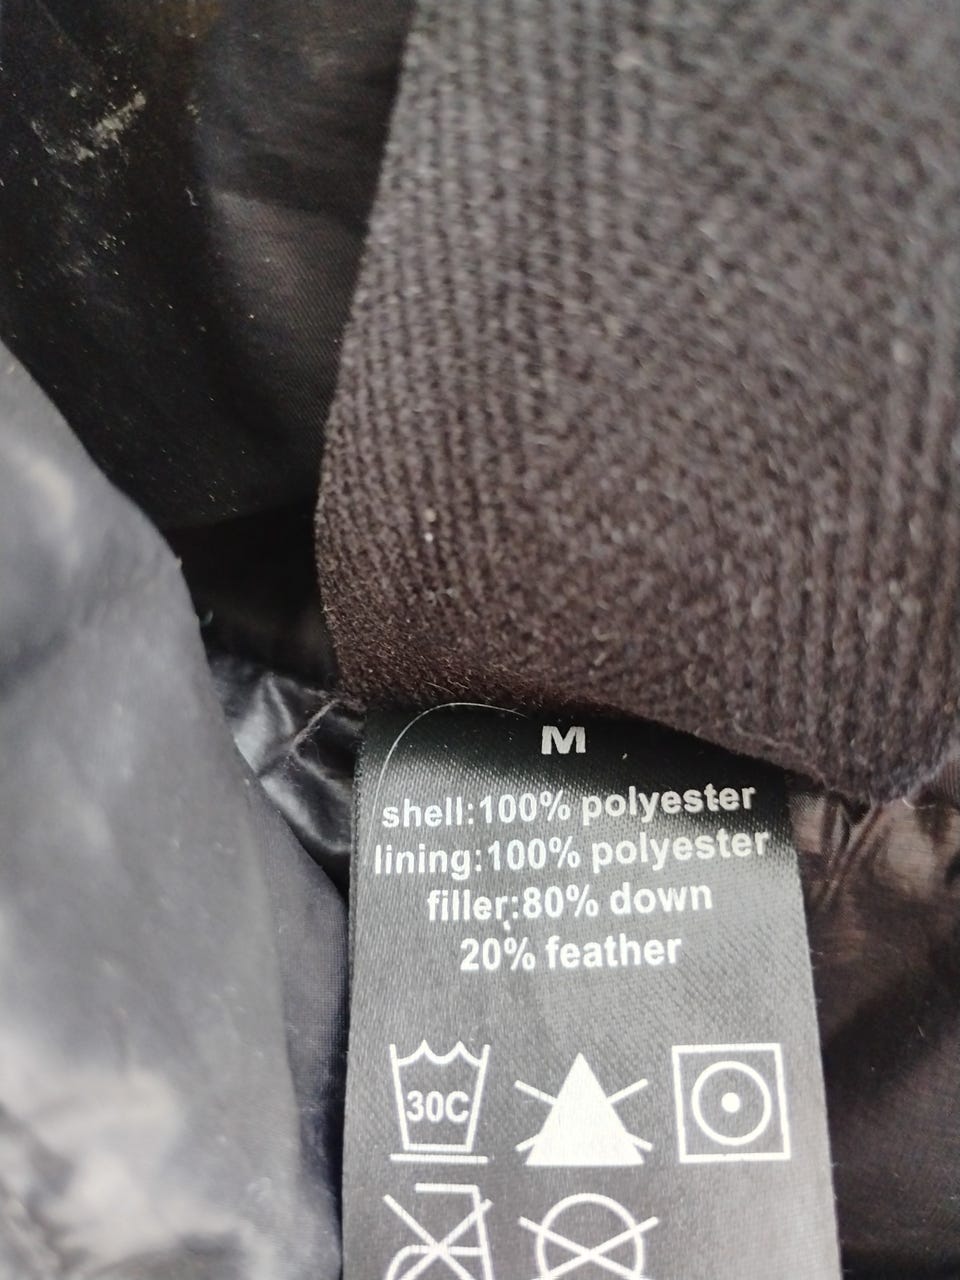 M
shell:100% polyester
lining:100% polyester
filler:80% down
20% feather
30C